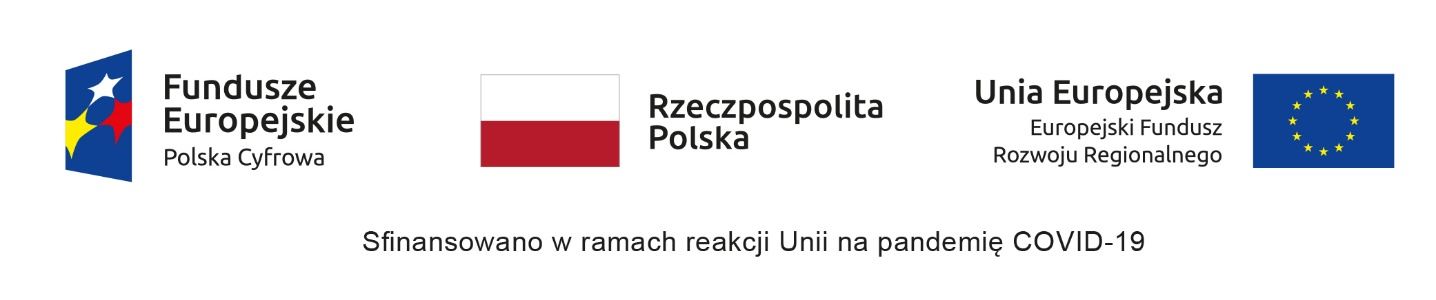 Fundusze
Europejskie
Polska Cyfrowa
Rzeczpospolita
Polska
Unia Europejska
Europejski Fundusz
Rozwoju Regionalnego
Sfinansowano w ramach reakcji Unii na pandemię COVID-19